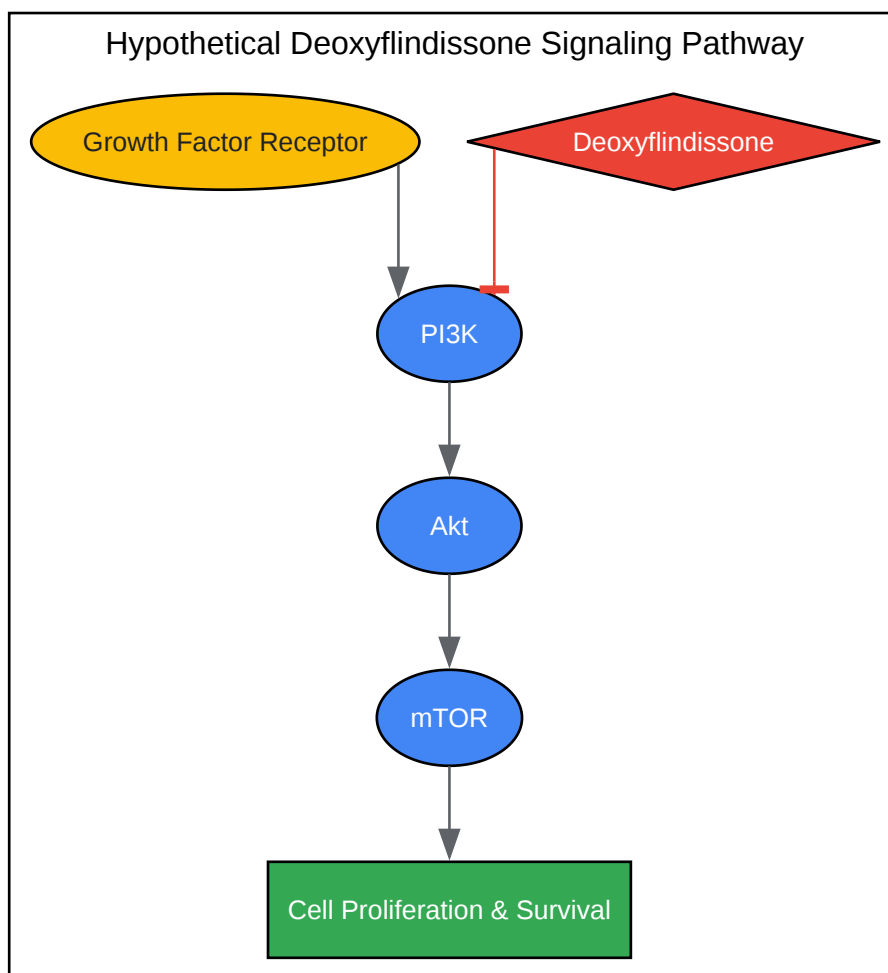 Hypothetical Deoxyflindissone Signaling Pathway
Growth Factor Receptor
Deoxyflindissone
PI3K
Akt
mTOR
Cell Proliferation & Survival